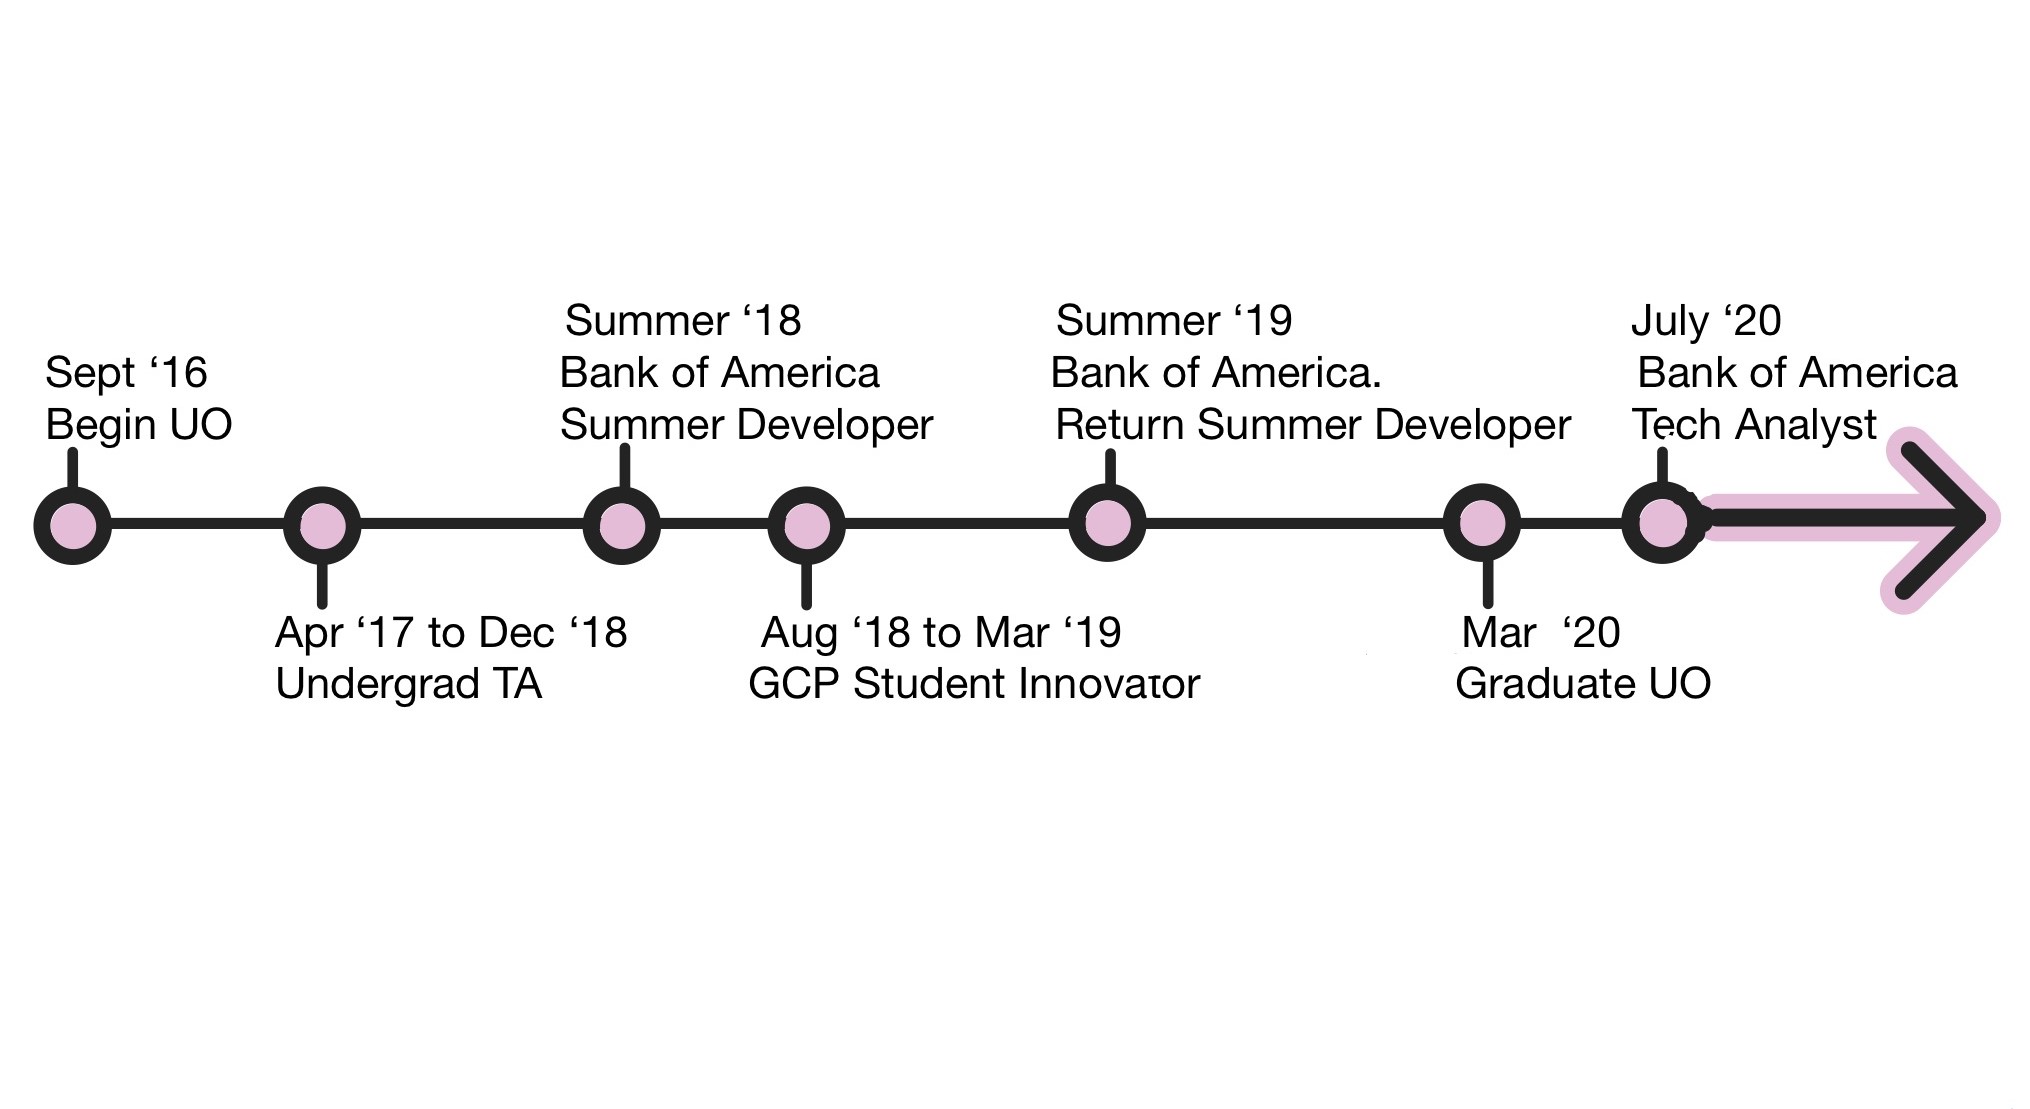 Sept ‘16
Begin UO
Apr ‘17 to Dec ‘18
Undergrad TA
Summer ‘18
Bank of America
Summer Developer
Aug ‘18 to Mar ‘19
GCP Student Innovator
Summer ‘19
Bank of America.
Return Summer Developer
Mar ‘20
Graduate UO
July ‘20
Bank of America
Tech Analyst